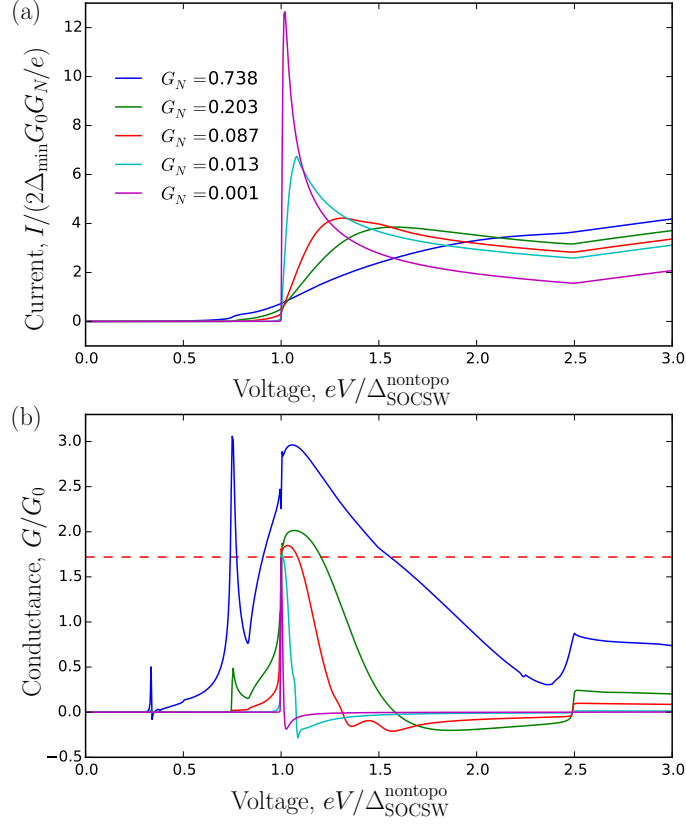 (a)
Current, I/(2Δ_min G_0 G_N/e)
12
10
8
6
4
2
0
G_N = 0.738
G_N = 0.203
G_N = 0.087
G_N = 0.013
G_N = 0.001
0.0 0.5 1.0 1.5 2.0 2.5 3.0
Voltage, eV/Δ^nontopo_SOCSW
(b)
Conductance, G/G_0
3.0
2.5
2.0
1.5
1.0
0.5
0.0
−0.5
0.0 0.5 1.0 1.5 2.0 2.5 3.0
Voltage, eV/Δ^nontopo_SOCSW